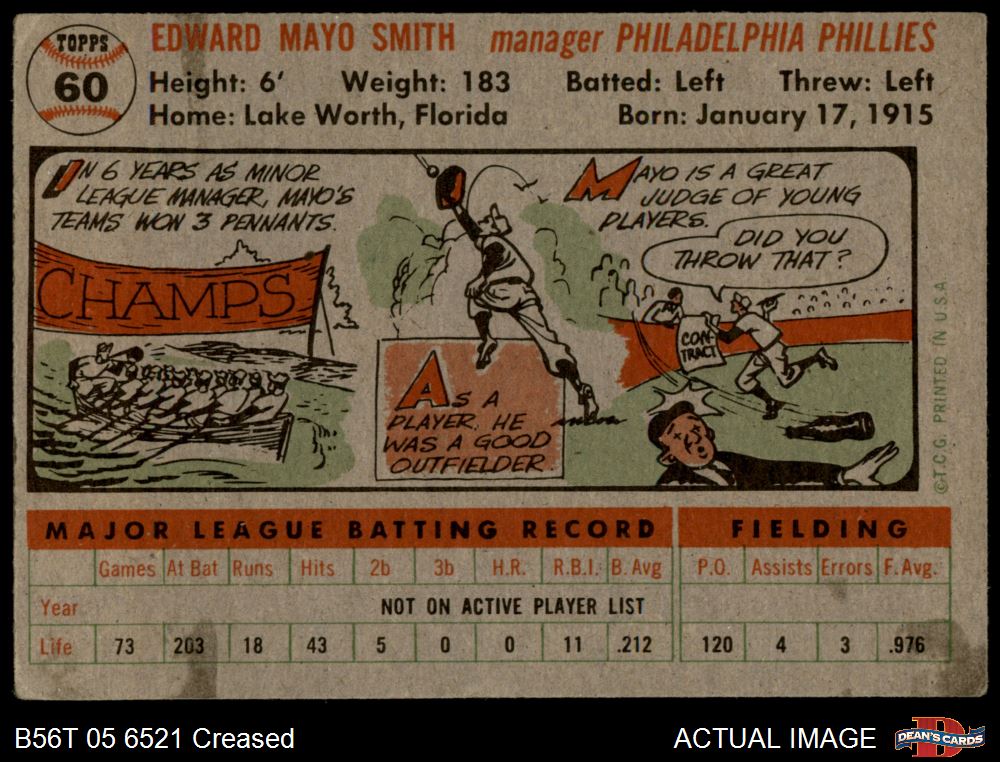 TOPPS
60
EDWARD MAYO SMITH manager PHILADELPHIA PHILLIES
Height: 6' Weight: 183 Batted: Left Threw: Left
Home: Lake Worth, Florida Born: January 17, 1915
IN 6 YEARS AS MINOR
LEAGUE MANAGER, MAYO'S
TEAMS WON 3 PENNANTS.
CHAMPS
AS A
PLAYER, HE
WAS A GOOD
OUTFIELDER
MAYO IS A GREAT
JUDGE OF YOUNG
PLAYERS.
DID YOU
THROW THAT?
CON-
TRACT
©T.C.G. PRINTED IN U.S.A.
MAJOR LEAGUE BATTING RECORD FIELDING
Games At Bat Runs Hits 2b 3b H.R. R.B.I. B. Avg P.O. Assists Errors F. Avg.
Year NOT ON ACTIVE PLAYER LIST
Life 73 203 18 43 5 0 0 11 .212 120 4 3 .976
B56T 05 6521 Creased ACTUAL IMAGE DEAN'S CARDS